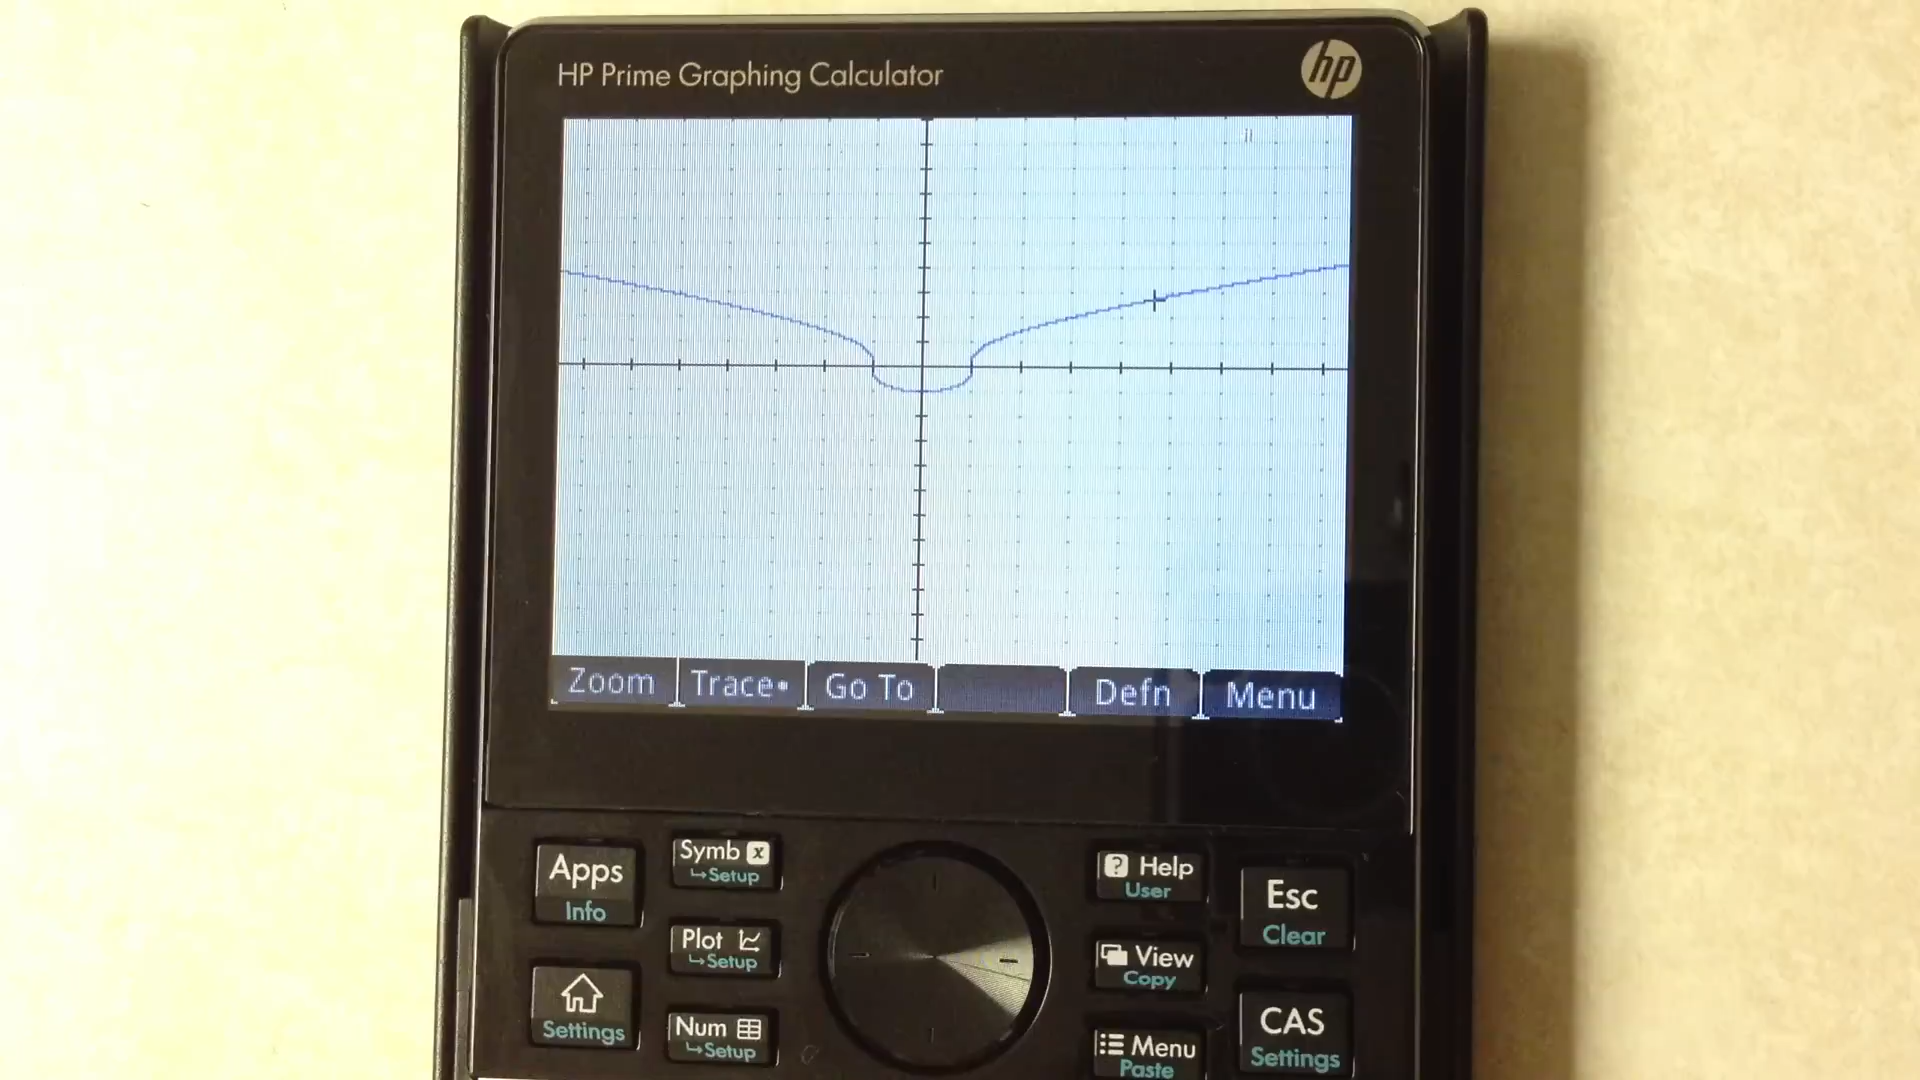 HP Prime Graphing Calculator
hp
Zoom Trace• Go To Defn Menu
Apps
Info
Symb x
↪Setup
Help
User
Esc
Clear
Plot
↪Setup
View
Copy
Settings
Num
↪Setup
Menu
Paste
CAS
Settings